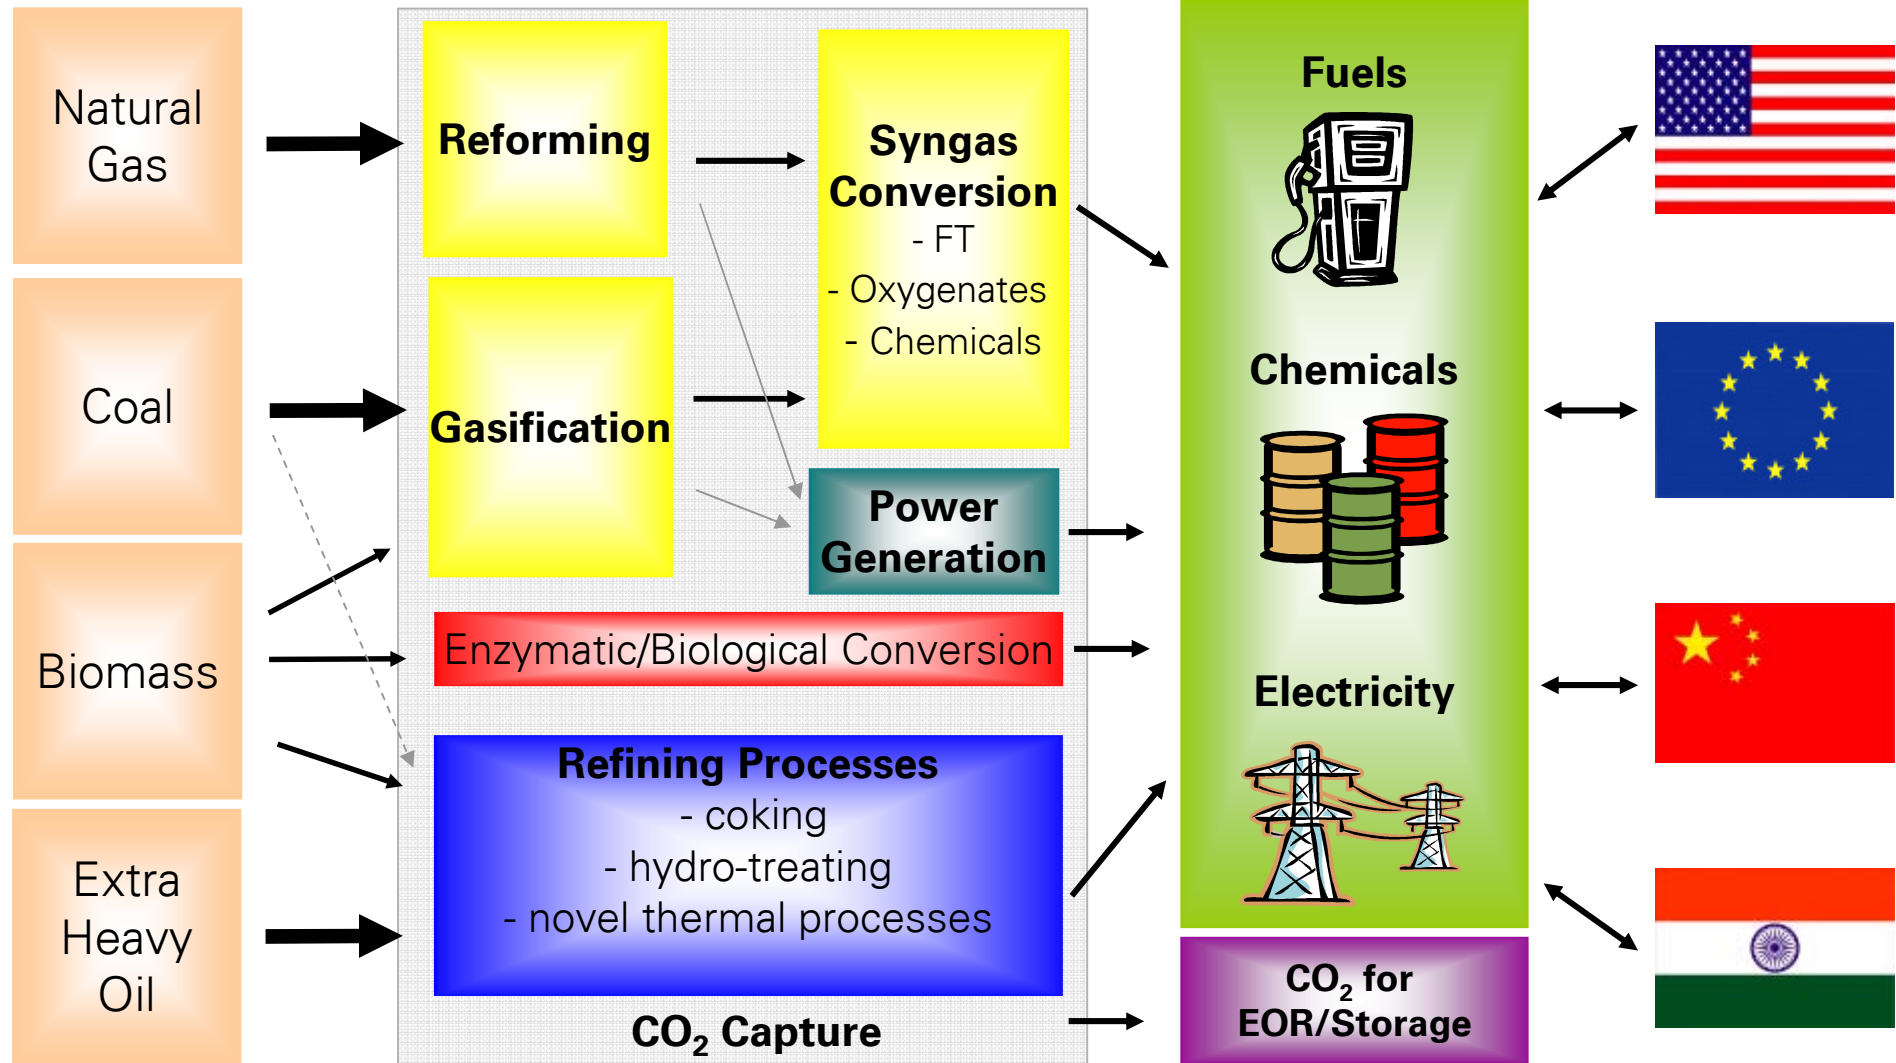 Natural
Gas
Coal
Biomass
Extra
Heavy
Oil
Reforming
Gasification
Syngas
Conversion
- FT
- Oxygenates
- Chemicals
Power
Generation
Enzymatic/Biological Conversion
Refining Processes
- coking
- hydro-treating
- novel thermal processes
CO₂ Capture
Fuels
Chemicals
Electricity
CO₂ for
EOR/Storage